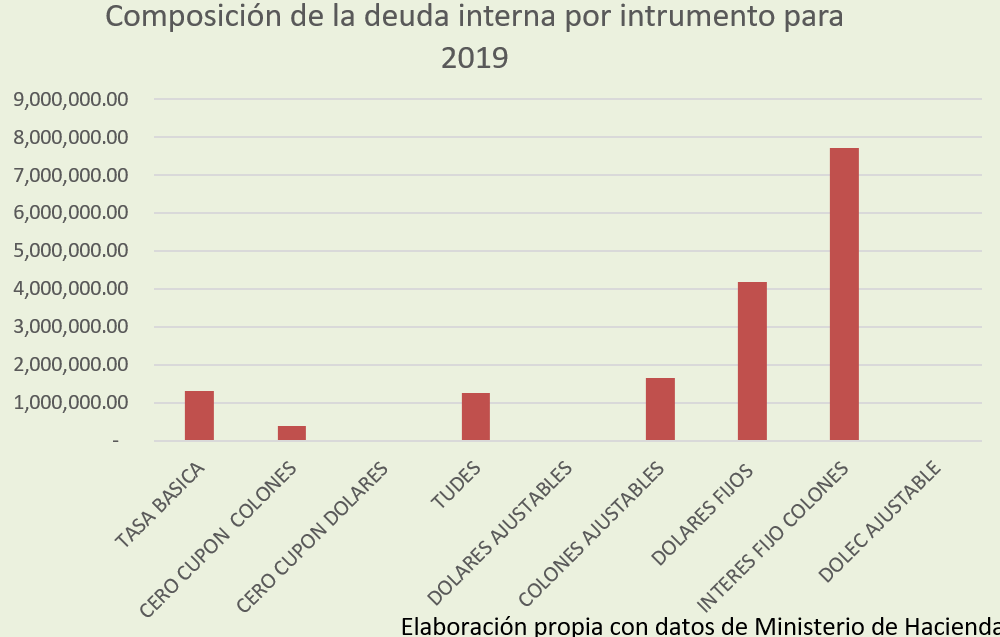 Composición de la deuda interna por intrumento para
2019
9,000,000.00
8,000,000.00
7,000,000.00
6,000,000.00
5,000,000.00
4,000,000.00
3,000,000.00
2,000,000.00
1,000,000.00
-
TASA BASICA
CERO CUPON COLONES
CERO CUPON DOLARES
TUDES
DOLARES AJUSTABLES
COLONES AJUSTABLES
DOLARES FIJOS
INTERES FIJO COLONES
DOLEC AJUSTABLE
Elaboración propia con datos de Ministerio de Hacienda